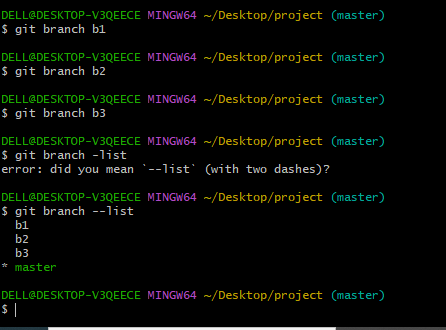 DELL@DESKTOP-V3QEECE MINGW64 ~/Desktop/project (master)
$ git branch b1
DELL@DESKTOP-V3QEECE MINGW64 ~/Desktop/project (master)
$ git branch b2
DELL@DESKTOP-V3QEECE MINGW64 ~/Desktop/project (master)
$ git branch b3
DELL@DESKTOP-V3QEECE MINGW64 ~/Desktop/project (master)
$ git branch -list
error: did you mean `--list` (with two dashes)?
DELL@DESKTOP-V3QEECE MINGW64 ~/Desktop/project (master)
$ git branch --list
  b1
  b2
  b3
* master
DELL@DESKTOP-V3QEECE MINGW64 ~/Desktop/project (master)
$